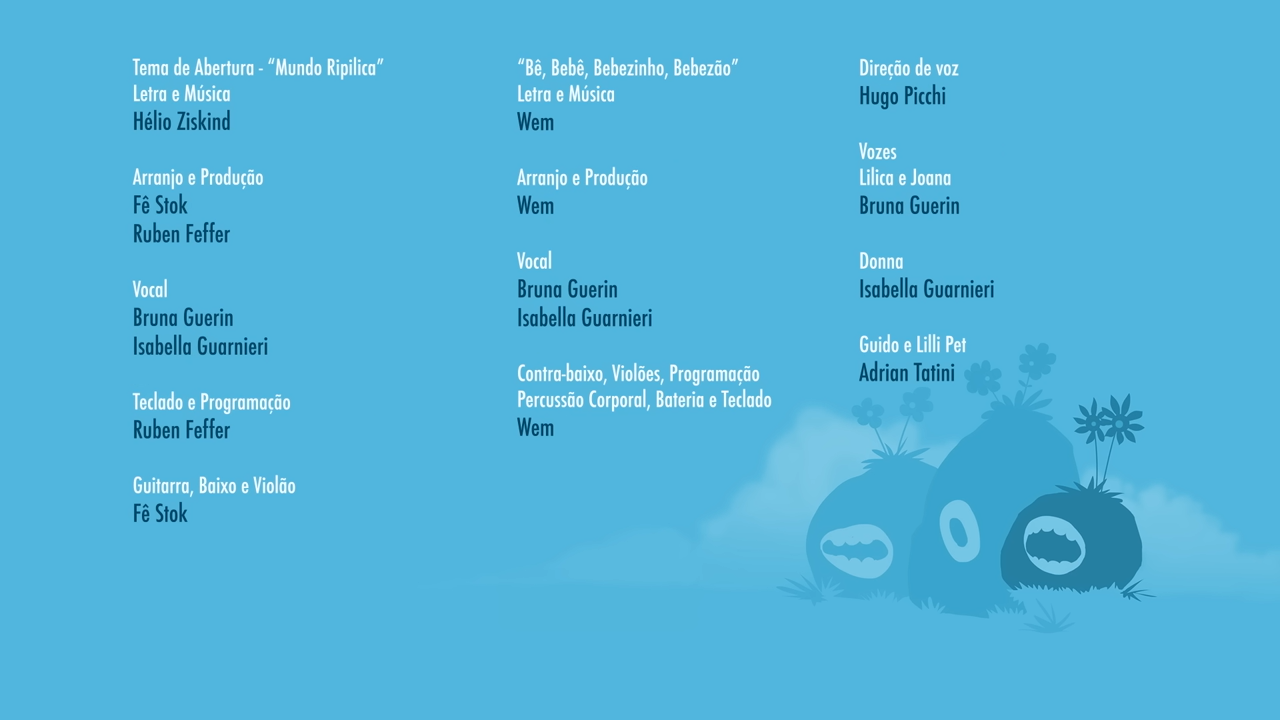 Tema de Abertura - “Mundo Ripilica”
Letra e Música
Hélio Ziskind
Arranjo e Produção
Fê Stok
Ruben Feffer
Vocal
Bruna Guerin
Isabella Guarnieri
Teclado e Programação
Ruben Feffer
Guitarra, Baixo e Violão
Fê Stok
“Bê, Bebê, Bebezinho, Bebezão”
Letra e Música
Wem
Arranjo e Produção
Wem
Vocal
Bruna Guerin
Isabella Guarnieri
Contra-baixo, Violões, Programação
Percussão Corporal, Bateria e Teclado
Wem
Direção de voz
Hugo Picchi
Vozes
Lilica e Joana
Bruna Guerin
Donna
Isabella Guarnieri
Guido e Lilli Pet
Adrian Tatini